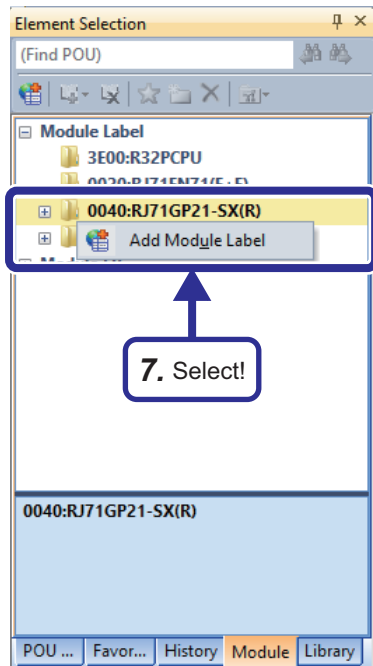 Element Selection
(Find POU)
Module Label
3E00:R32PCPU
0040:RJ71GP21-SX(R)
Add Module Label
7. Select!
0040:RJ71GP21-SX(R)
POU ... Favor... History Module Library